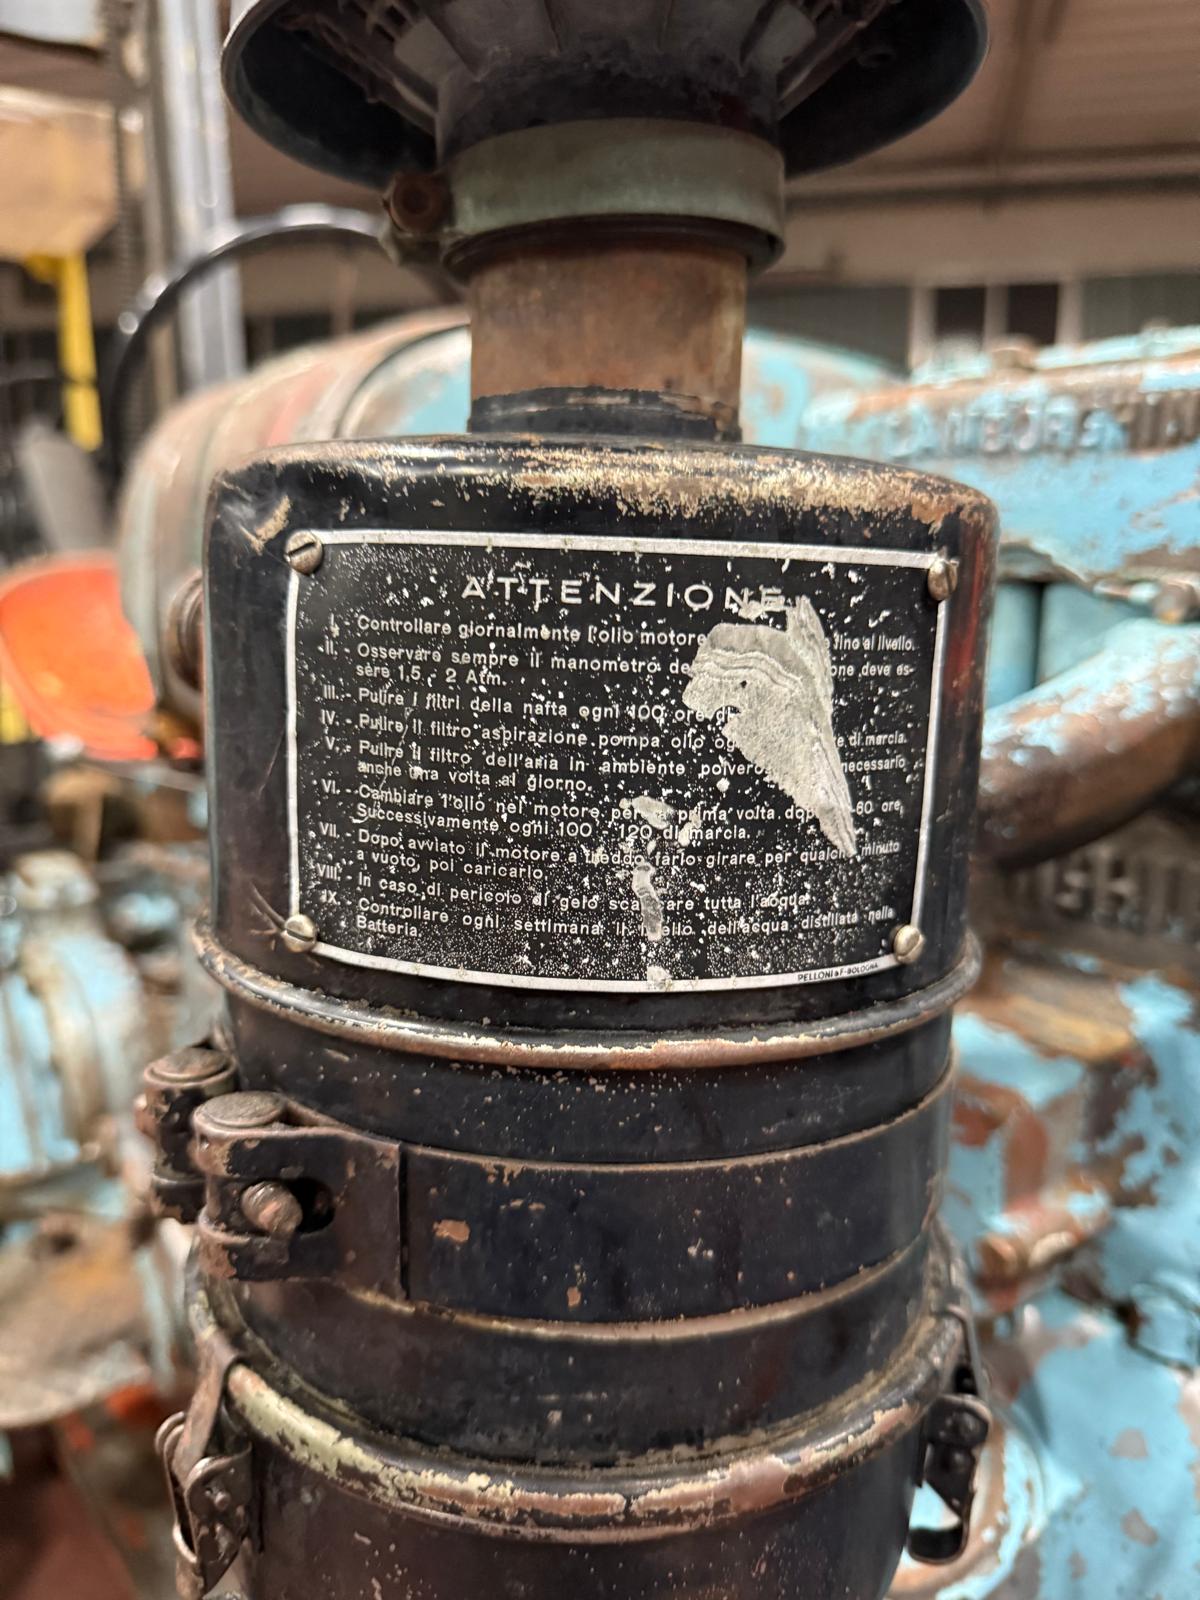 ATTENZIONE
I. - Controllare giornalmente l'olio motore fino al livello.
II. - Osservare sempre il manometro deve es-
sere 1,5 - 2 Atm.
III. - Pulire i filtri della nafta ogni 100 ore di
IV. - Pulire il filtro aspirazione pompa olio di marcia.
V. - Pulire il filtro dell'aria in ambiente necessario
anche una volta al giorno.
VI. - Cambiare l'olio nel motore per la prima volta 60 ore,
Successivamente ogni 100 - 120 di marcia.
VII. - Dopo avviato il motore a freddo farlo girare per qualche minuto
a vuoto, poi caricarlo.
VIII. - In caso di pericolo di gelo scaricare tutta l'acqua.
IX. - Controllare ogni settimana il livello dell'acqua distillata nella
Batteria.
PELLONI & F. - BOLOGNA